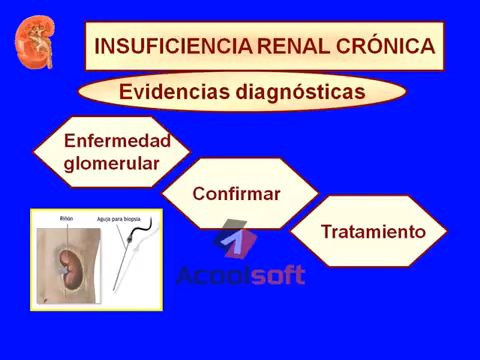 INSUFICIENCIA RENAL CRÓNICA
Evidencias diagnósticas
Enfermedad
glomerular
Confirmar
Tratamiento
Riñón
Aguja para biopsia
Acoolsoft